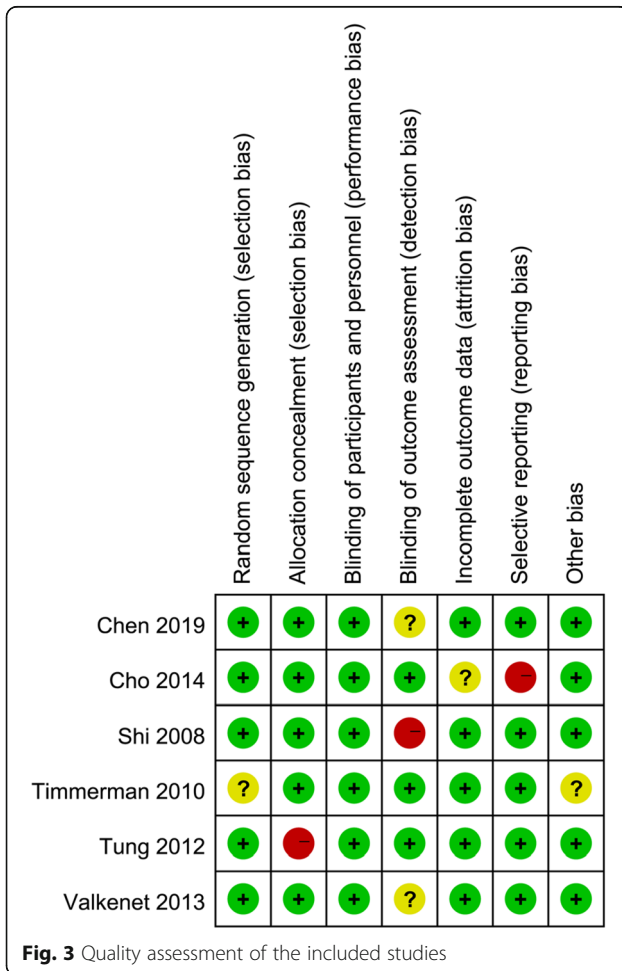 Random sequence generation (selection bias)
Allocation concealment (selection bias)
Blinding of participants and personnel (performance bias)
Blinding of outcome assessment (detection bias)
Incomplete outcome data (attrition bias)
Selective reporting (reporting bias)
Other bias
Chen 2019 + + + ? + + +
Cho 2014 + + + + ? – +
Shi 2008 + + + – + + +
Timmerman 2010 ? + + + + + ?
Tung 2012 + – + + + + +
Valkenet 2013 + + + ? + + +
Fig. 3 Quality assessment of the included studies